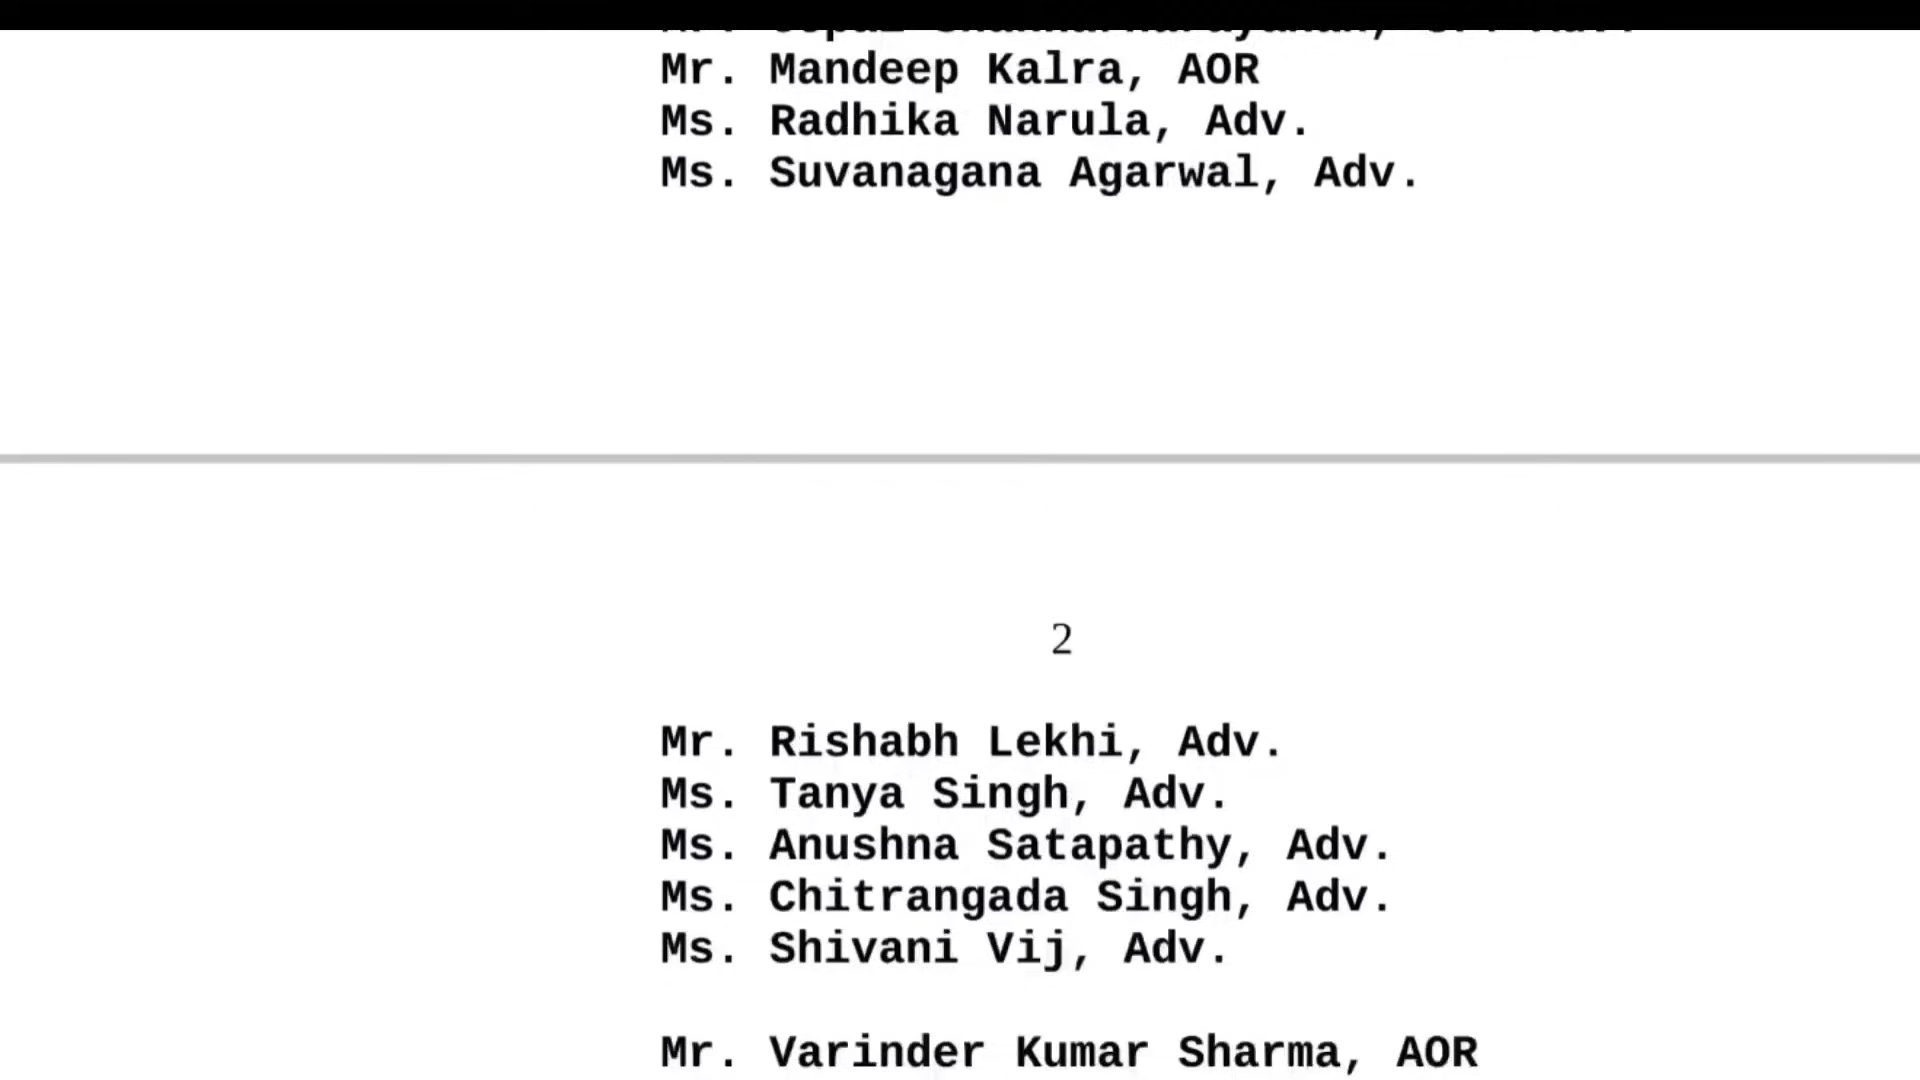 Mr. Mandeep Kalra, AOR
Ms. Radhika Narula, Adv.
Ms. Suvanagana Agarwal, Adv.
2
Mr. Rishabh Lekhi, Adv.
Ms. Tanya Singh, Adv.
Ms. Anushna Satapathy, Adv.
Ms. Chitrangada Singh, Adv.
Ms. Shivani Vij, Adv.
Mr. Varinder Kumar Sharma, AOR